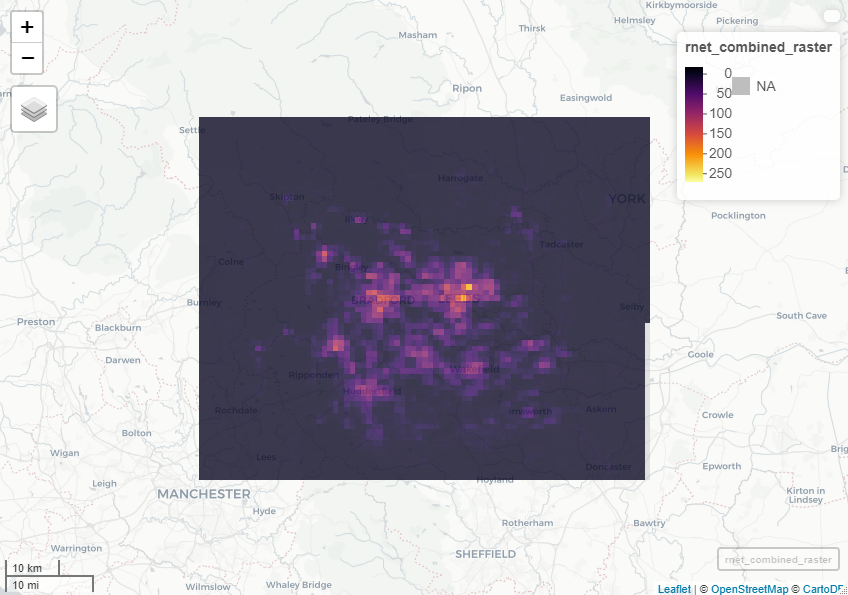 Kirkbymoorside
+
Masham
Thirsk
Helmsley
Pickering
−
rnet_combined_raster
0
50
NA
100
150
200
250
Ripon
Easingwold
Pateley Bridge
Settle
Harrogate
Skipton
YORK
Pocklington
Tadcaster
Colne
Bingley
BRADFORD
Burnley
Selby
South Cave
Preston
Blackburn
Goole
Darwen
Ripponden
Wakefield
Huddersfield
Rochdale
Askern
Crowle
Bolton
Wigan
Lees
Doncaster
Epworth
Leigh
MANCHESTER
Hoyland
Kirton in
Lindsey
Hyde
Rotherham
Bawtry
Warrington
SHEFFIELD
rnet_combined_raster
10 km
10 mi
Wilmslow
Whaley Bridge
Leaflet | © OpenStreetMap © CartoDB